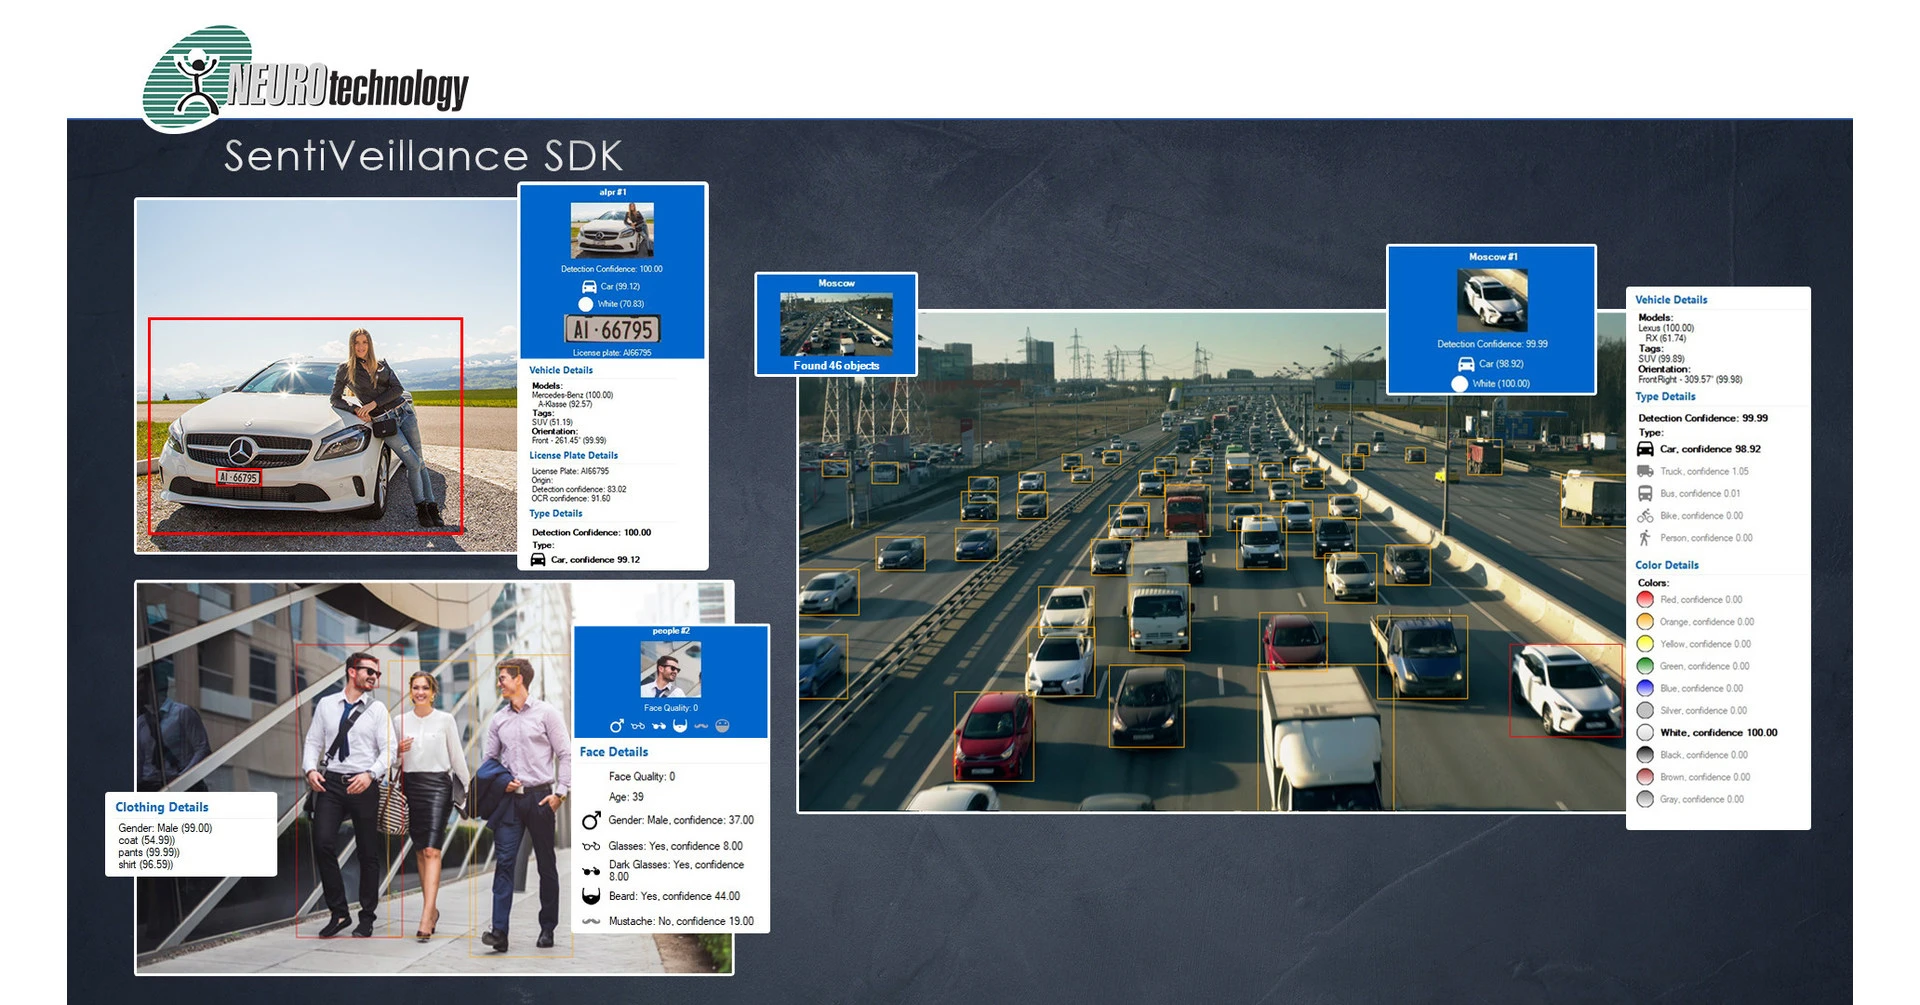 NEUROtechnology
SentiVeillance SDK
alpr #1
Detection Confidence: 100.00
Car (99.12)
White (70.83)
AI·66795
License plate: AI66795
Vehicle Details
Models:
Mercedes-Benz (100.00)
A-Klasse (92.57)
Tags:
SUV (51.19)
Orientation:
Front - 261.45° (99.99)
License Plate Details
License Plate: AI66795
Origin:
Detection confidence: 83.02
OCR confidence: 91.60
Type Details
Detection Confidence: 100.00
Type:
Car, confidence 99.12
AI·66795
people #2
Face Quality: 0
Face Details
Face Quality: 0
Age: 39
Gender: Male, confidence: 37.00
Glasses: Yes, confidence 8.00
Dark Glasses: Yes, confidence
8.00
Beard: Yes, confidence 44.00
Mustache: No, confidence 19.00
Clothing Details
Gender: Male (99.00)
coat (54.99))
pants (99.99))
shirt (96.59))
Moscow
Found 46 objects
Moscow #1
Detection Confidence: 99.99
Car (98.92)
White (100.00)
Vehicle Details
Models:
Lexus (100.00)
RX (61.74)
Tags:
SUV (99.89)
Orientation:
FrontRight - 309.57° (99.98)
Type Details
Detection Confidence: 99.99
Type:
Car, confidence 98.92
Truck, confidence 1.05
Bus, confidence 0.01
Bike, confidence 0.00
Person, confidence 0.00
Color Details
Colors:
Red, confidence 0.00
Orange, confidence 0.00
Yellow, confidence 0.00
Green, confidence 0.00
Blue, confidence 0.00
Silver, confidence 0.00
White, confidence 100.00
Black, confidence 0.00
Brown, confidence 0.00
Gray, confidence 0.00